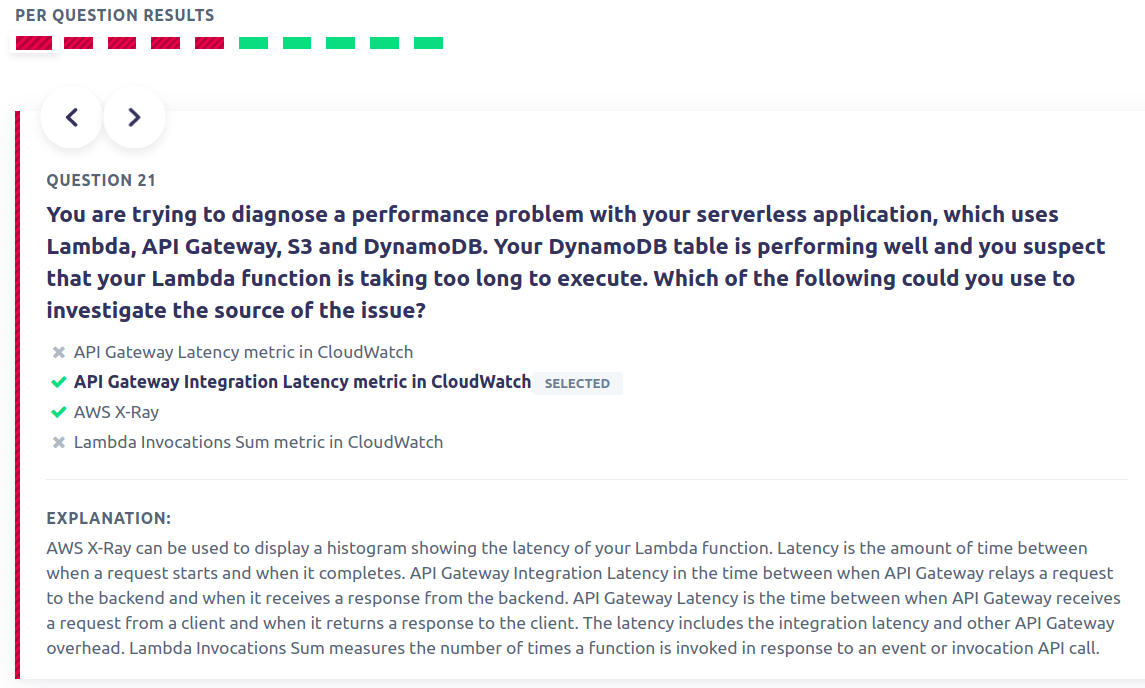 PER QUESTION RESULTS
QUESTION 21
You are trying to diagnose a performance problem with your serverless application, which uses
Lambda, API Gateway, S3 and DynamoDB. Your DynamoDB table is performing well and you suspect
that your Lambda function is taking too long to execute. Which of the following could you use to
investigate the source of the issue?
API Gateway Latency metric in CloudWatch
API Gateway Integration Latency metric in CloudWatch SELECTED
AWS X-Ray
Lambda Invocations Sum metric in CloudWatch
EXPLANATION:
AWS X-Ray can be used to display a histogram showing the latency of your Lambda function. Latency is the amount of time between
when a request starts and when it completes. API Gateway Integration Latency in the time between when API Gateway relays a request
to the backend and when it receives a response from the backend. API Gateway Latency is the time between when API Gateway receives
a request from a client and when it returns a response to the client. The latency includes the integration latency and other API Gateway
overhead. Lambda Invocations Sum measures the number of times a function is invoked in response to an event or invocation API call.